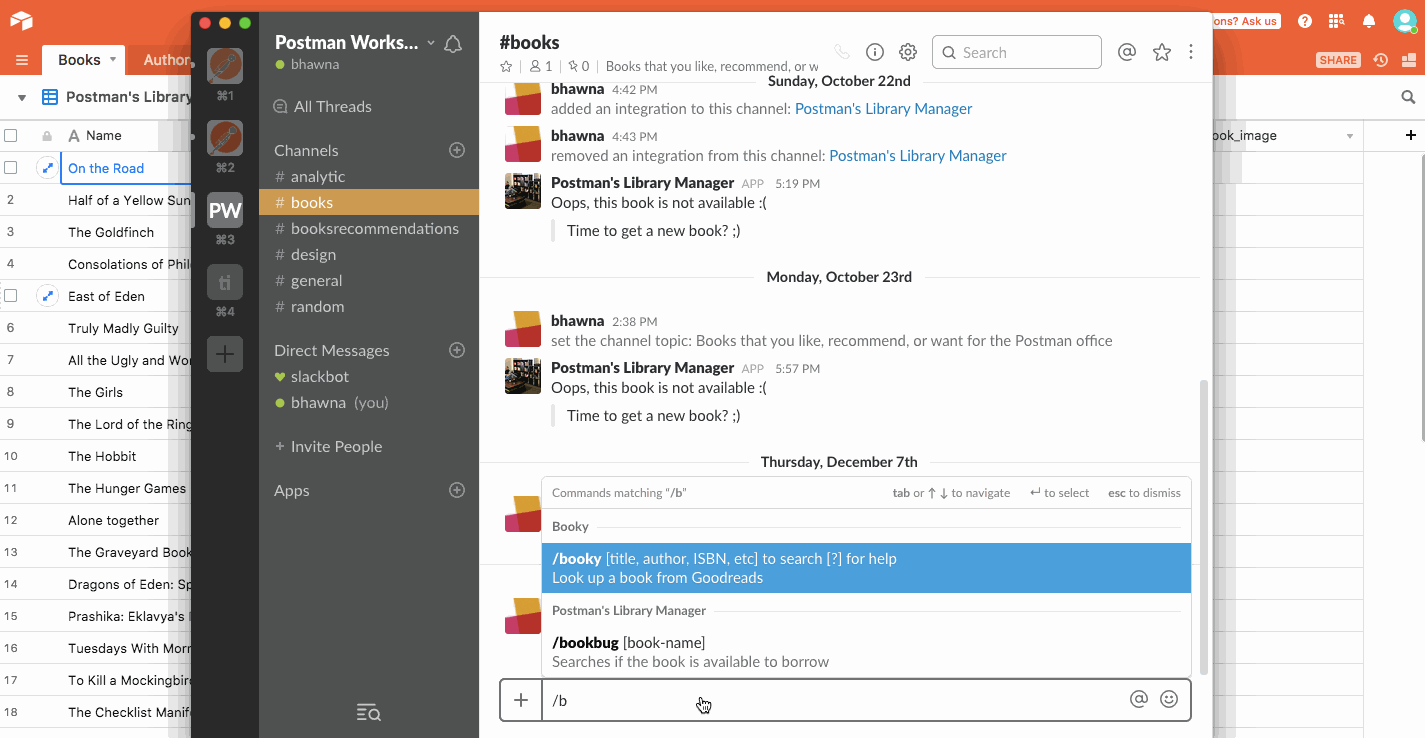 ons? Ask us
Books
Author
SHARE
Postman's Library
Name
ook_image
On the Road
2 Half of a Yellow Sun
3 The Goldfinch
4 Consolations of Phil
East of Eden
6 Truly Madly Guilty
7 All the Ugly and Wo
8 The Girls
9 The Lord of the Ring
10 The Hobbit
11 The Hunger Games
12 Alone together
13 The Graveyard Book
14 Dragons of Eden: Sp
15 Prashika: Eklavya's
16 Tuesdays With Morr
17 To Kill a Mockingbird
18 The Checklist Manif
⌘1
⌘2
PW
⌘3
ti
⌘4
Postman Works...
bhawna
All Threads
Channels
# analytic
# books
# booksrecommendations
# design
# general
# random
Direct Messages
slackbot
bhawna (you)
+ Invite People
Apps
#books
1 | 0 | Books that you like, recommend, or w
Search
Sunday, October 22nd
bhawna 4:42 PM
added an integration to this channel: Postman's Library Manager
bhawna 4:43 PM
removed an integration from this channel: Postman's Library Manager
Postman's Library Manager APP 5:19 PM
Oops, this book is not available :(
Time to get a new book? ;)
Monday, October 23rd
bhawna 2:38 PM
set the channel topic: Books that you like, recommend, or want for the Postman office
Postman's Library Manager APP 5:57 PM
Oops, this book is not available :(
Time to get a new book? ;)
Thursday, December 7th
Commands matching "/b" tab or ↑ ↓ to navigate ↵ to select esc to dismiss
Booky
/booky [title, author, ISBN, etc] to search [?] for help
Look up a book from Goodreads
Postman's Library Manager
/bookbug [book-name]
Searches if the book is available to borrow
/b